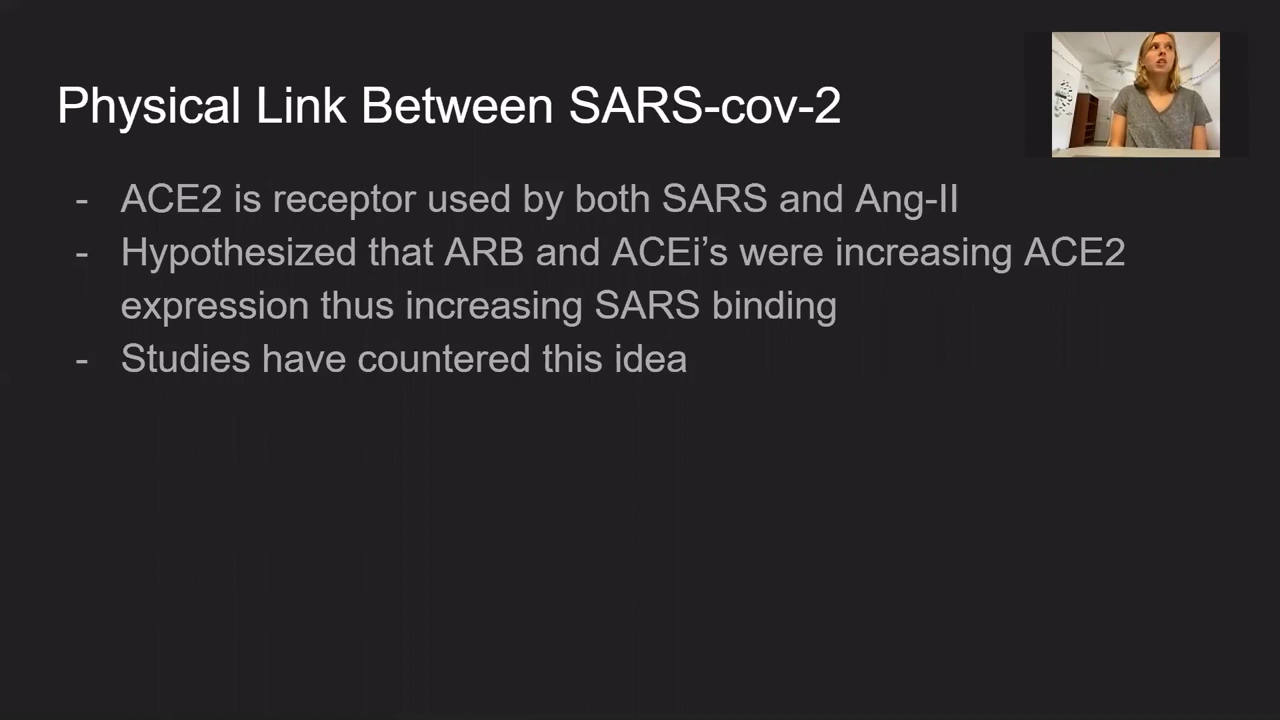 Physical Link Between SARS-cov-2
- ACE2 is receptor used by both SARS and Ang-II
- Hypothesized that ARB and ACEi’s were increasing ACE2
expression thus increasing SARS binding
- Studies have countered this idea